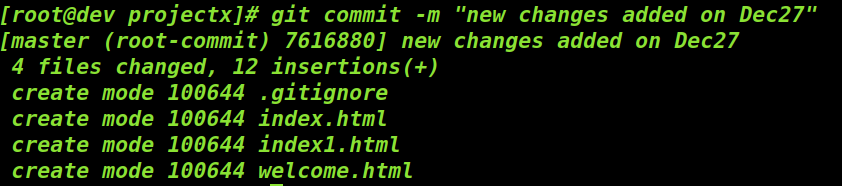 [root@dev projectx]# git commit -m "new changes added on Dec27"
[master (root-commit) 7616880] new changes added on Dec27
4 files changed, 12 insertions(+)
create mode 100644 .gitignore
create mode 100644 index.html
create mode 100644 index1.html
create mode 100644 welcome.html